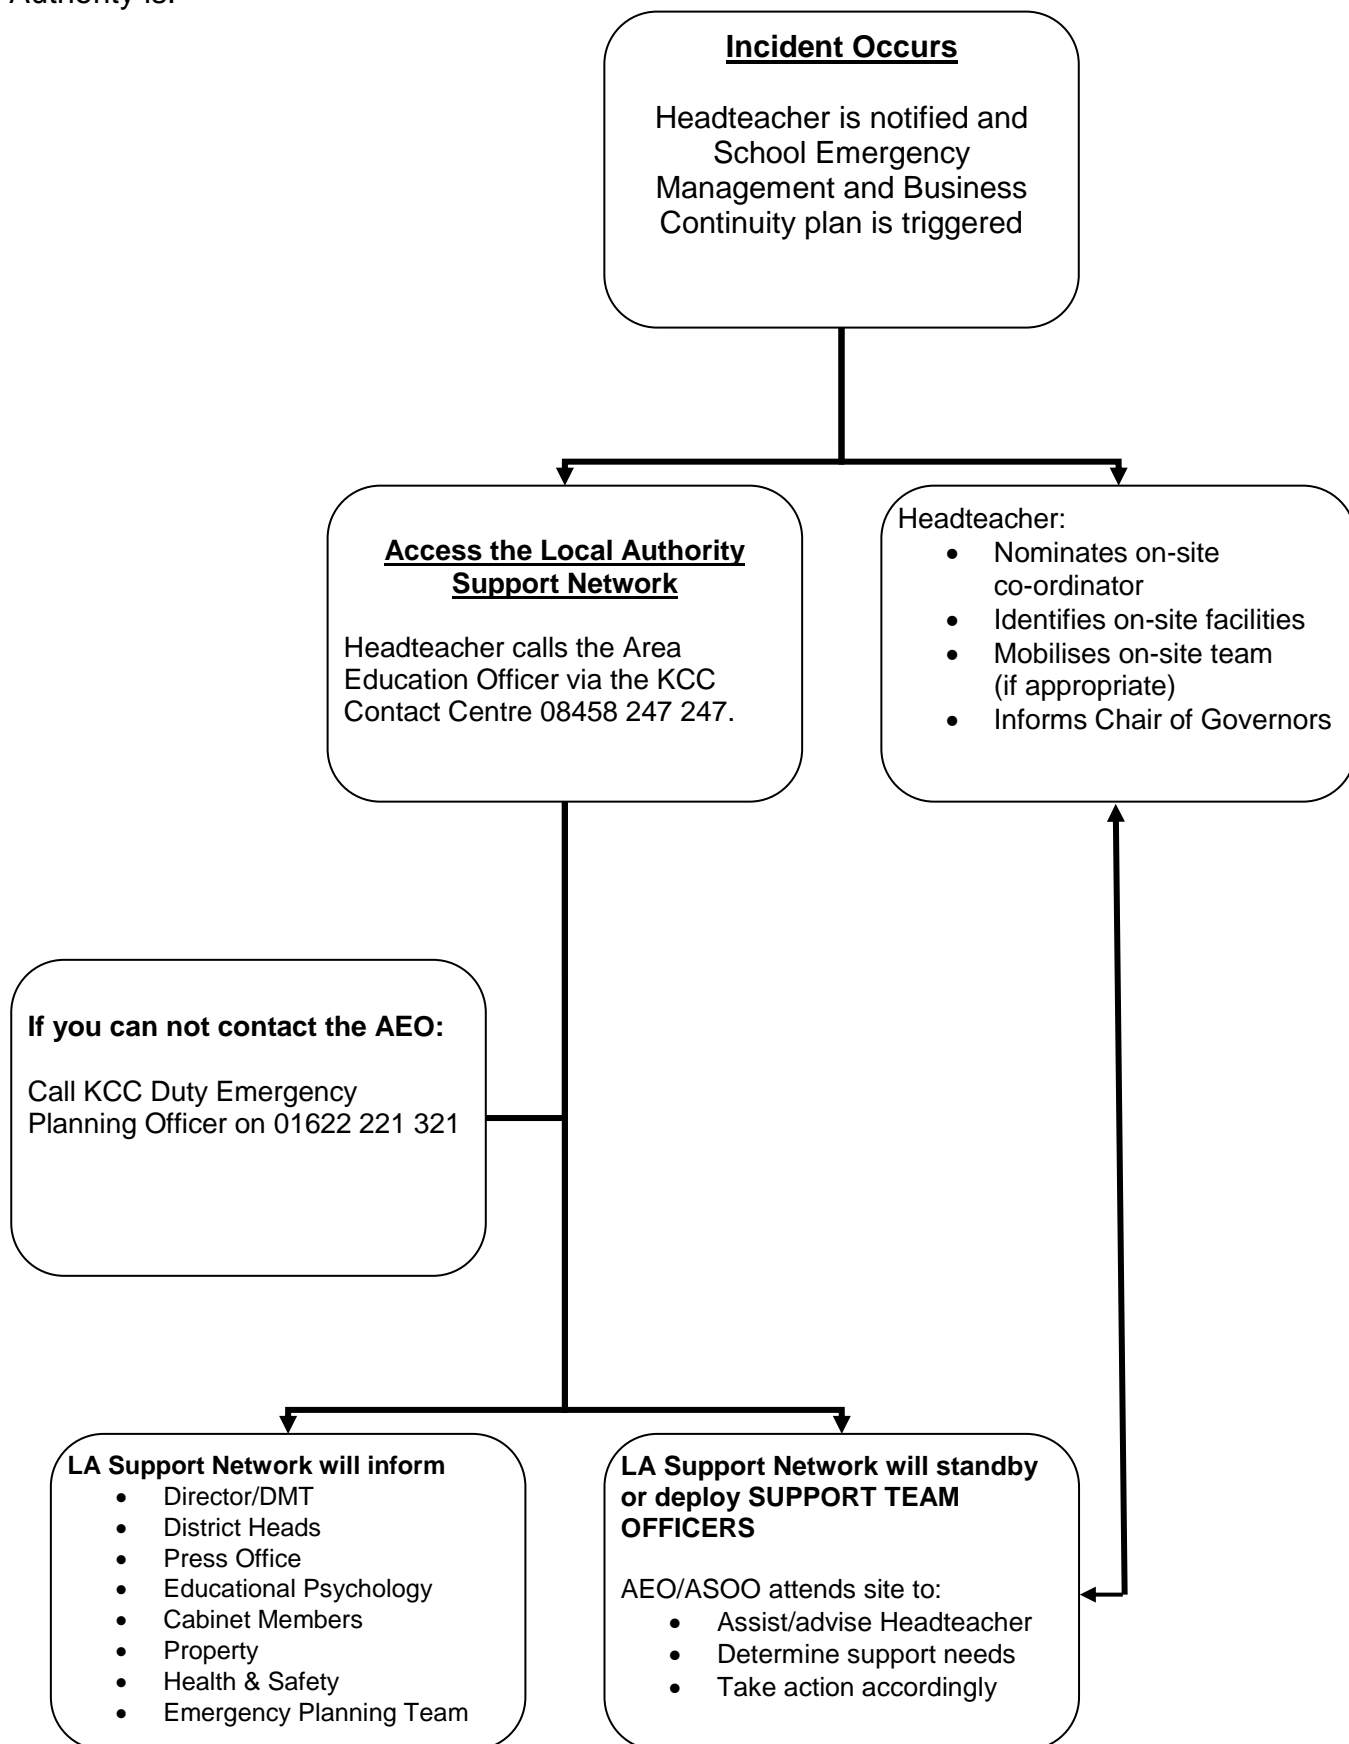 Authority is:
Incident Occurs
Headteacher is notified and
School Emergency
Management and Business
Continuity plan is triggered
Access the Local Authority
Support Network
Headteacher calls the Area
Education Officer via the KCC
Contact Centre 08458 247 247.
Headteacher:
• Nominates on-site
co-ordinator
• Identifies on-site facilities
• Mobilises on-site team
(if appropriate)
• Informs Chair of Governors
If you can not contact the AEO:
Call KCC Duty Emergency
Planning Officer on 01622 221 321
LA Support Network will inform
• Director/DMT
• District Heads
• Press Office
• Educational Psychology
• Cabinet Members
• Property
• Health & Safety
• Emergency Planning Team
LA Support Network will standby
or deploy SUPPORT TEAM
OFFICERS
AEO/ASOO attends site to:
• Assist/advise Headteacher
• Determine support needs
• Take action accordingly